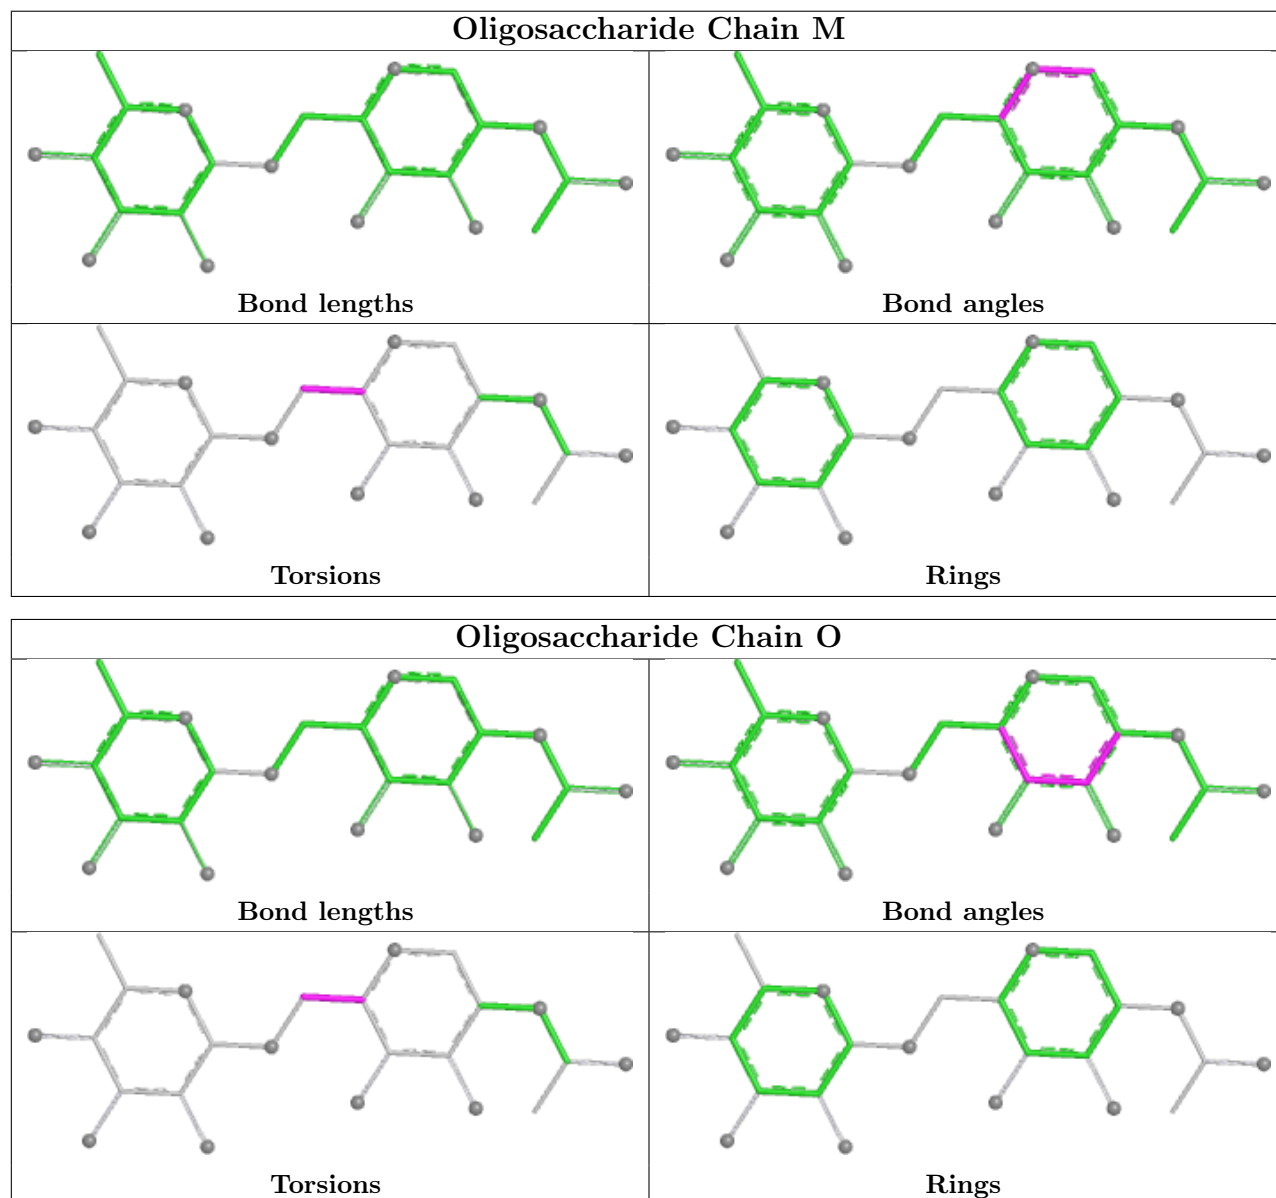 Oligosaccharide Chain M
Bond lengths
Bond angles
Torsions
Rings
Oligosaccharide Chain O
Bond lengths
Bond angles
Torsions
Rings